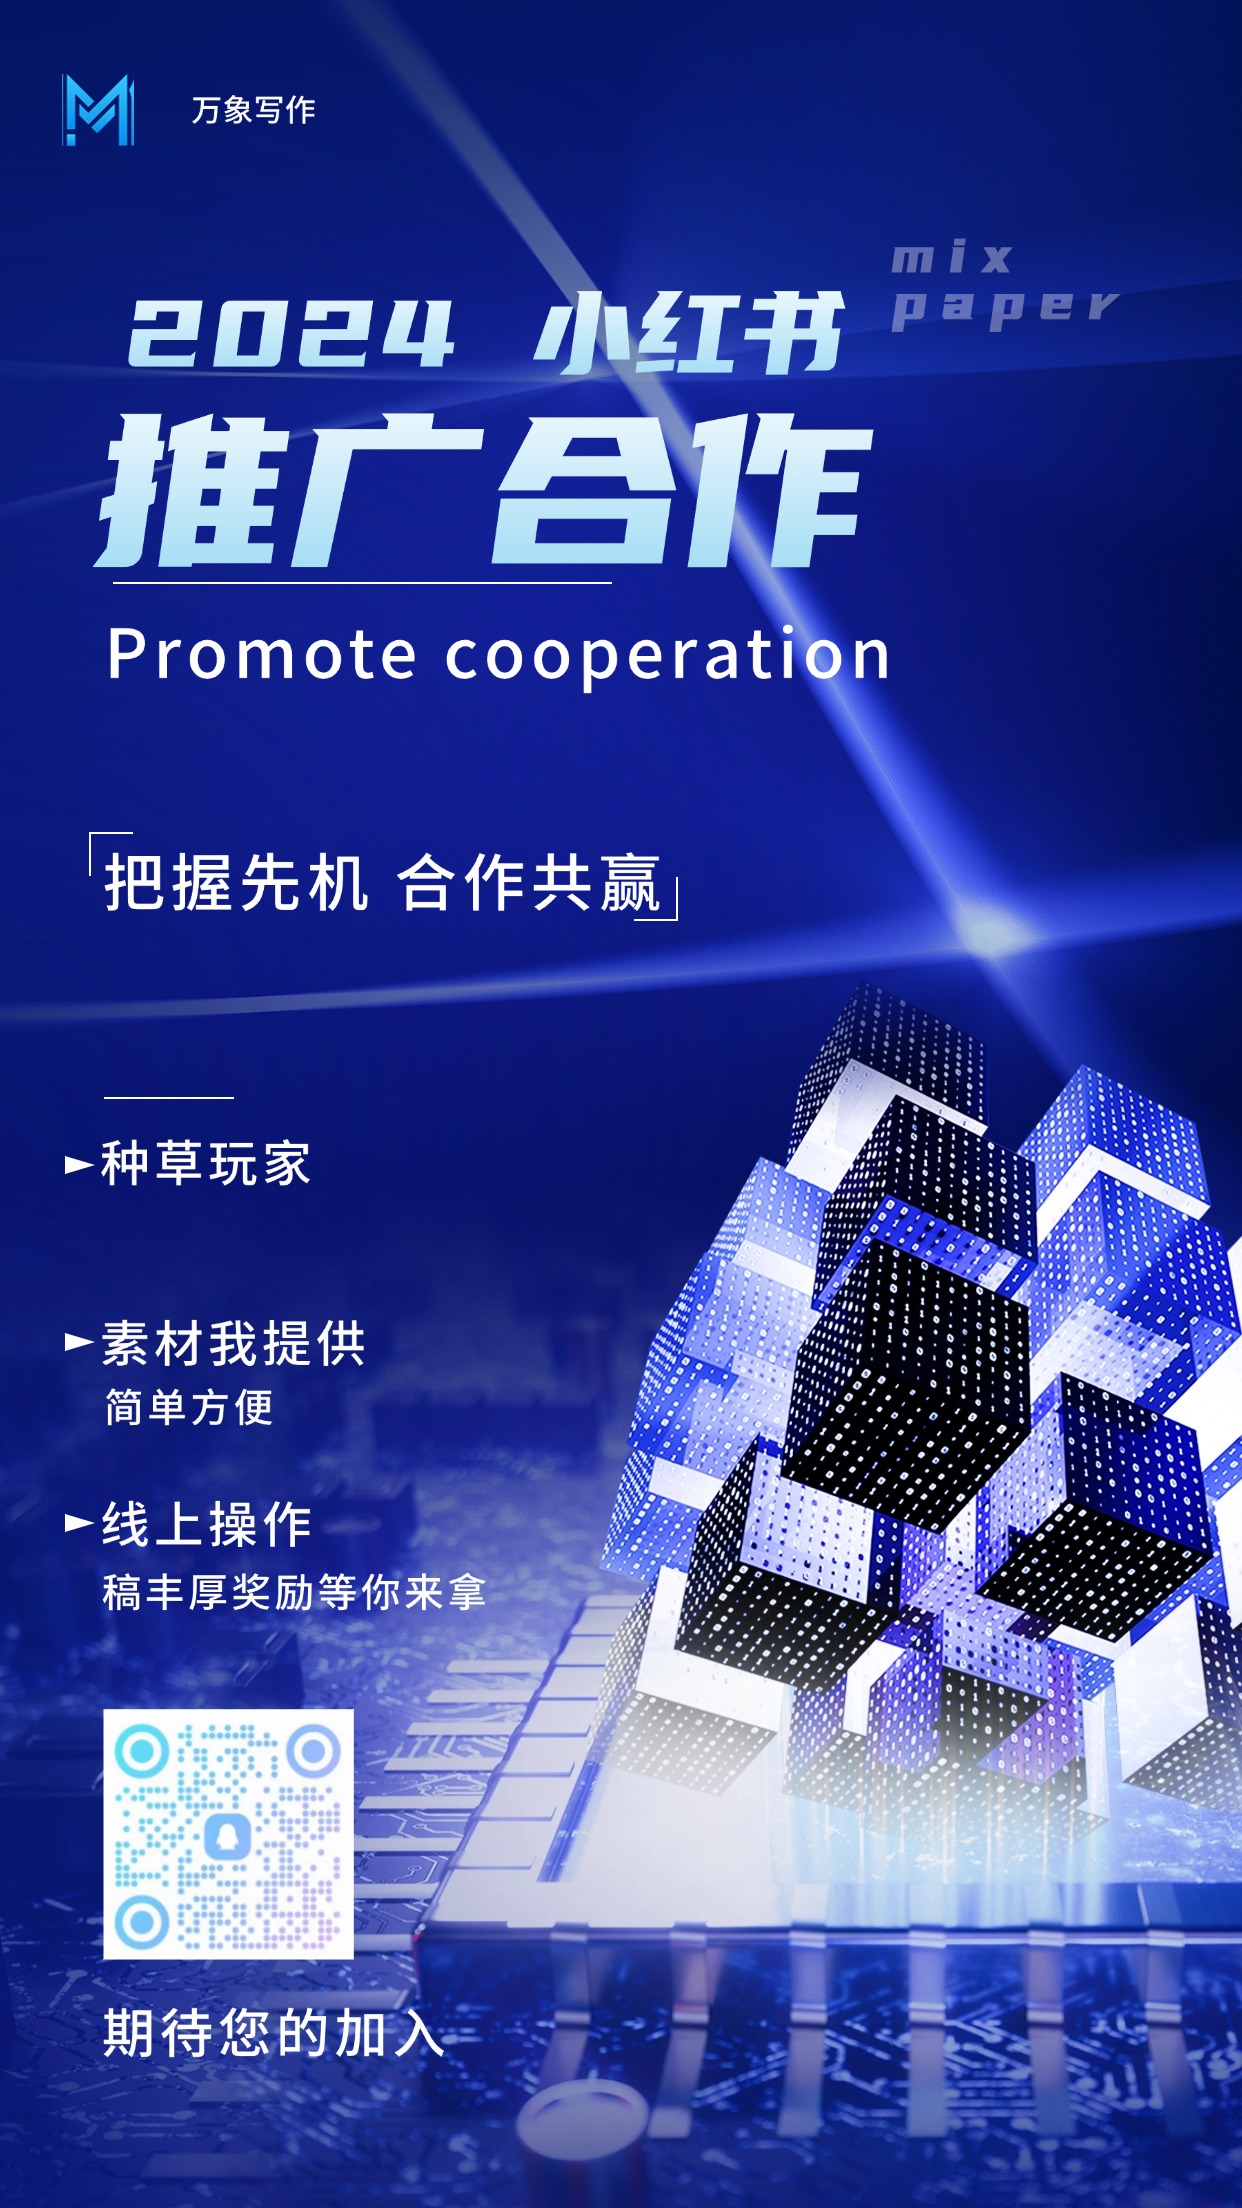 万象写作
mix
paper
2024 小红书
推广合作
Promote cooperation
把握先机 合作共赢
种草玩家
素材我提供
简单方便
线上操作
稿丰厚奖励等你来拿
期待您的加入